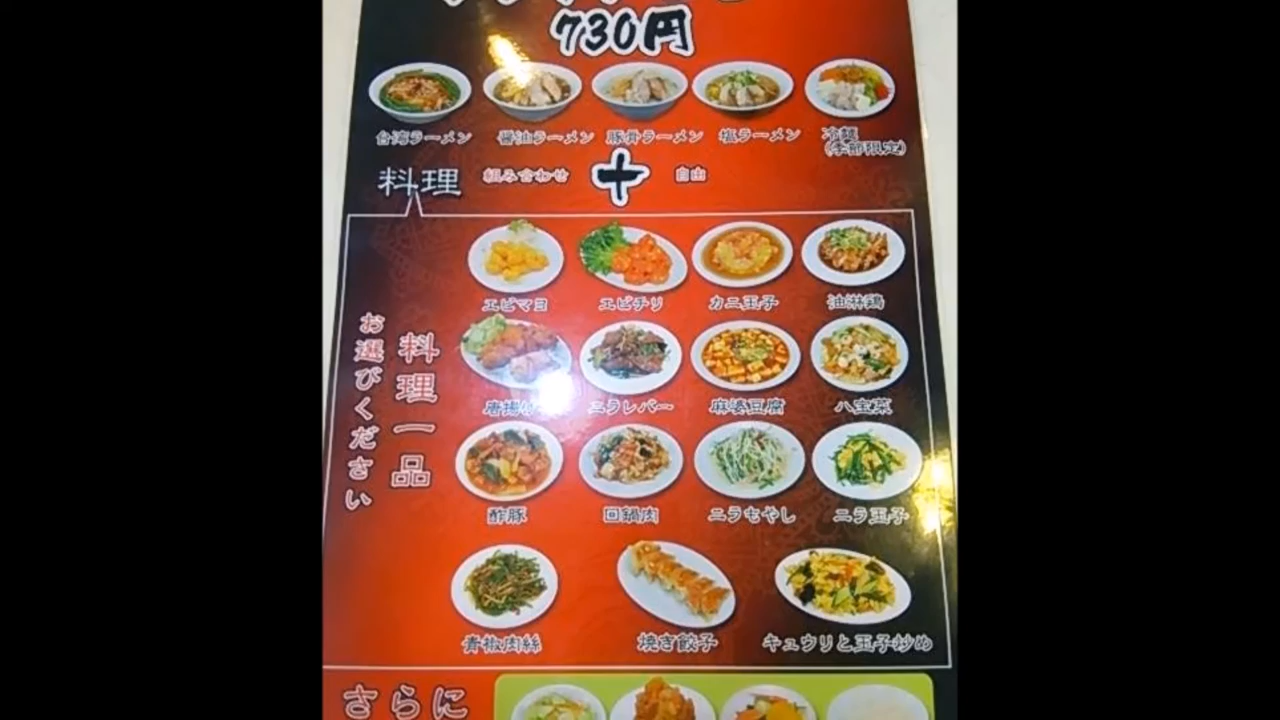 730円
台湾ラーメン 醤油ラーメン 豚骨ラーメン 塩ラーメン 冷麺
(季節限定)
料理 組み合わせ + 自由
お選びください
料理一品
エビマヨ エビチリ カニ玉子 油淋鶏
唐揚げ ニラレバー 麻婆豆腐 八宝菜
酢豚 回鍋肉 ニラもやし ニラ玉子
青椒肉絲 焼き餃子 キュウリと玉子炒め
さらに